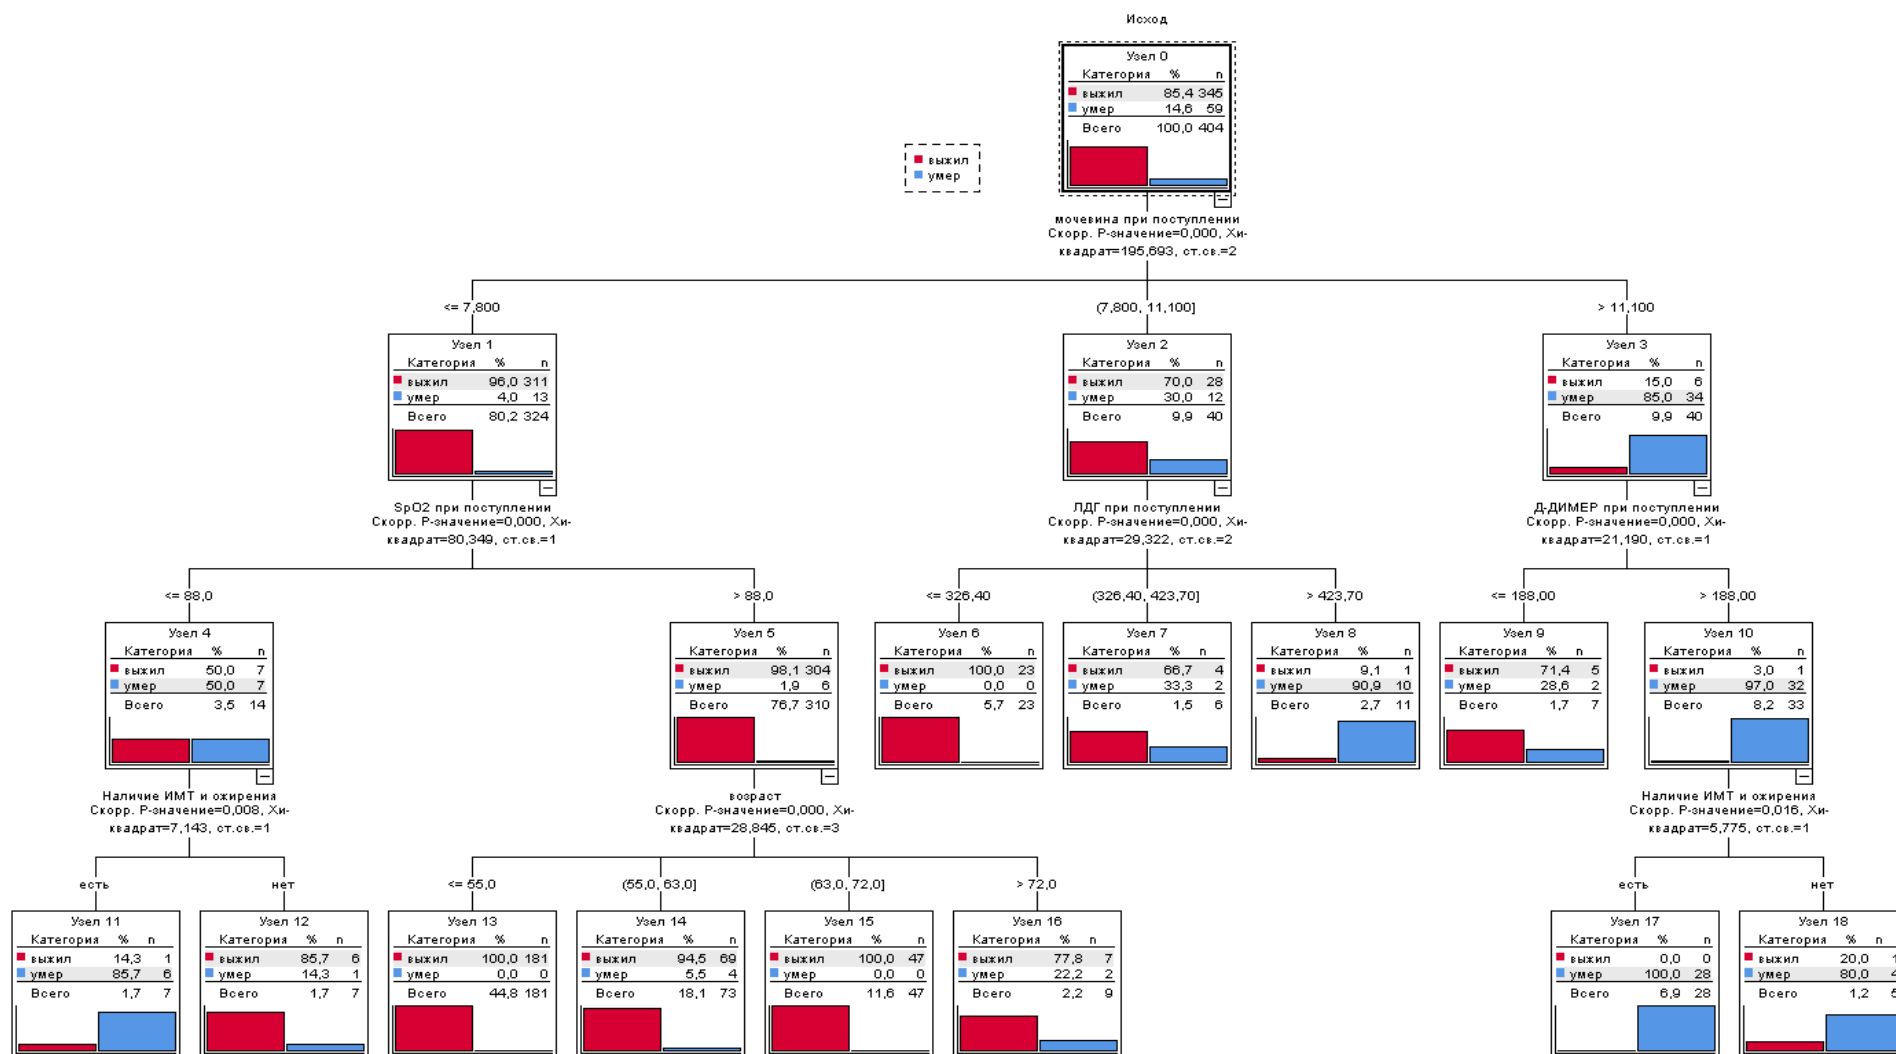 Исход
Узел 0
Категория % n
выжил 85,4 345
умер 14,6 59
Всего 100,0 404
выжил
умер
мочевина при поступлении
Скорр. P-значение=0,000, Хи-
квадрат=195,693, ст.св.=2
<= 7,800
(7,800, 11,100]
> 11,100
Узел 1
Категория % n
выжил 96,0 311
умер 4,0 13
Всего 80,2 324
Узел 2
Категория % n
выжил 70,0 28
умер 30,0 12
Всего 9,9 40
Узел 3
Категория % n
выжил 15,0 6
умер 85,0 34
Всего 9,9 40
SpO2 при поступлении
Скорр. P-значение=0,000, Хи-
квадрат=80,349, ст.св.=1
ЛДГ при поступлении
Скорр. P-значение=0,000, Хи-
квадрат=29,322, ст.св.=2
Д-ДИМЕР при поступлении
Скорр. P-значение=0,000, Хи-
квадрат=21,190, ст.св.=1
<= 88,0
> 88,0
<= 326,40
(326,40, 423,70]
> 423,70
<= 188,00
> 188,00
Узел 4
Категория % n
выжил 50,0 7
умер 50,0 7
Всего 3,5 14
Узел 5
Категория % n
выжил 98,1 304
умер 1,9 6
Всего 76,7 310
Узел 6
Категория % n
выжил 100,0 23
умер 0,0 0
Всего 5,7 23
Узел 7
Категория % n
выжил 66,7 4
умер 33,3 2
Всего 1,5 6
Узел 8
Категория % n
выжил 9,1 1
умер 90,9 10
Всего 2,7 11
Узел 9
Категория % n
выжил 71,4 5
умер 28,6 2
Всего 1,7 7
Узел 10
Категория % n
выжил 3,0 1
умер 97,0 32
Всего 8,2 33
Наличие ИМТ и ожирения
Скорр. P-значение=0,008, Хи-
квадрат=7,143, ст.св.=1
возраст
Скорр. P-значение=0,000, Хи-
квадрат=28,845, ст.св.=3
Наличие ИМТ и ожирения
Скорр. P-значение=0,016, Хи-
квадрат=5,775, ст.св.=1
есть
нет
<= 55,0
(55,0, 63,0]
(63,0, 72,0]
> 72,0
есть
нет
Узел 11
Категория % n
выжил 14,3 1
умер 85,7 6
Всего 1,7 7
Узел 12
Категория % n
выжил 85,7 6
умер 14,3 1
Всего 1,7 7
Узел 13
Категория % n
выжил 100,0 181
умер 0,0 0
Всего 44,8 181
Узел 14
Категория % n
выжил 94,5 69
умер 5,5 4
Всего 18,1 73
Узел 15
Категория % n
выжил 100,0 47
умер 0,0 0
Всего 11,6 47
Узел 16
Категория % n
выжил 77,8 7
умер 22,2 2
Всего 2,2 9
Узел 17
Категория % n
выжил 0,0 0
умер 100,0 28
Всего 6,9 28
Узел 18
Категория % n
выжил 20,0 1
умер 80,0 4
Всего 1,2 5